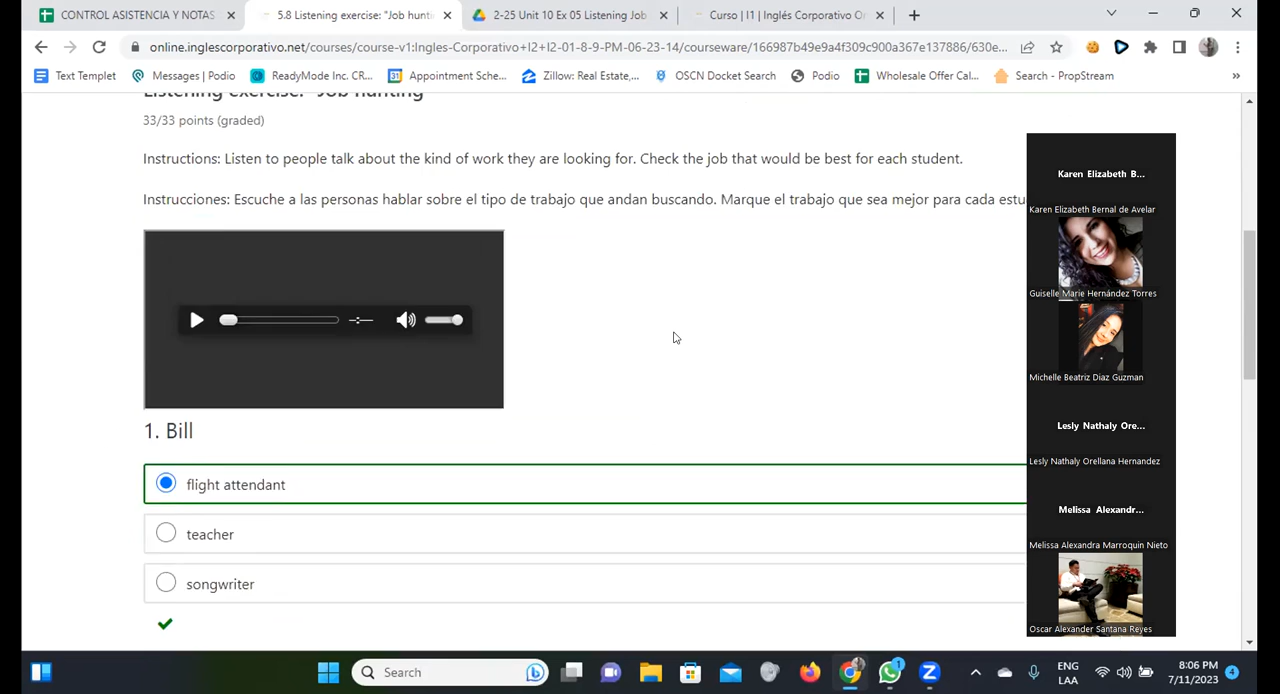 CONTROL ASISTENCIA Y NOTAS
5.8 Listening exercise: "Job hunti
2-25 Unit 10 Ex 05 Listening Job
Curso | I1 | Inglés Corporativo On
online.inglescorporativo.net/courses/course-v1:Ingles-Corporativo+I2+I2-01-8-9-PM-06-23-14/courseware/166987b49e9a4f309c900a367e137886/630e...
Text Templet
Messages | Podio
ReadyMode Inc. CR...
Appointment Sche...
Zillow: Real Estate,...
OSCN Docket Search
Podio
Wholesale Offer Cal...
Search - PropStream
Listening exercise: "Job hunting"
33/33 points (graded)
Instructions: Listen to people talk about the kind of work they are looking for. Check the job that would be best for each student.
Instrucciones: Escuche a las personas hablar sobre el tipo de trabajo que andan buscando. Marque el trabajo que sea mejor para cada estu
1. Bill
flight attendant
teacher
songwriter
Karen Elizabeth B...
Karen Elizabeth Bernal de Avelar
Guiselle Marie Hernández Torres
Michelle Beatriz Diaz Guzman
Lesly Nathaly Ore...
Lesly Nathaly Orellana Hernandez
Melissa Alexandr...
Melissa Alexandra Marroquin Nieto
Oscar Alexander Santana Reyes
Search
1
ENG
LAA
8:06 PM
7/11/2023
4